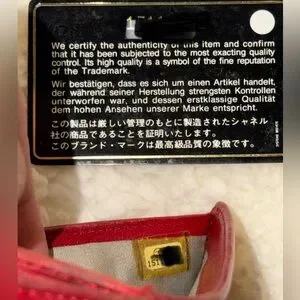 We certify the authenticity of this item and confirm
that it has been subjected to the most exacting quality
control. Its high quality is a symbol of the fine reputation
of the Trademark.
Wir bestätigen, dass es sich um einen Artikel handelt,
der während seiner Herstellung strengsten Kontrollen
unterworfen war, und dessen erstklassige Qualität
dem hohen Ansehen unserer Marke entspricht.
この製品は厳しい管理のもとに製造されたシャネル
社の商品であることを証明いたします。
このブランド・マークは最高級品質の象徴です。
151